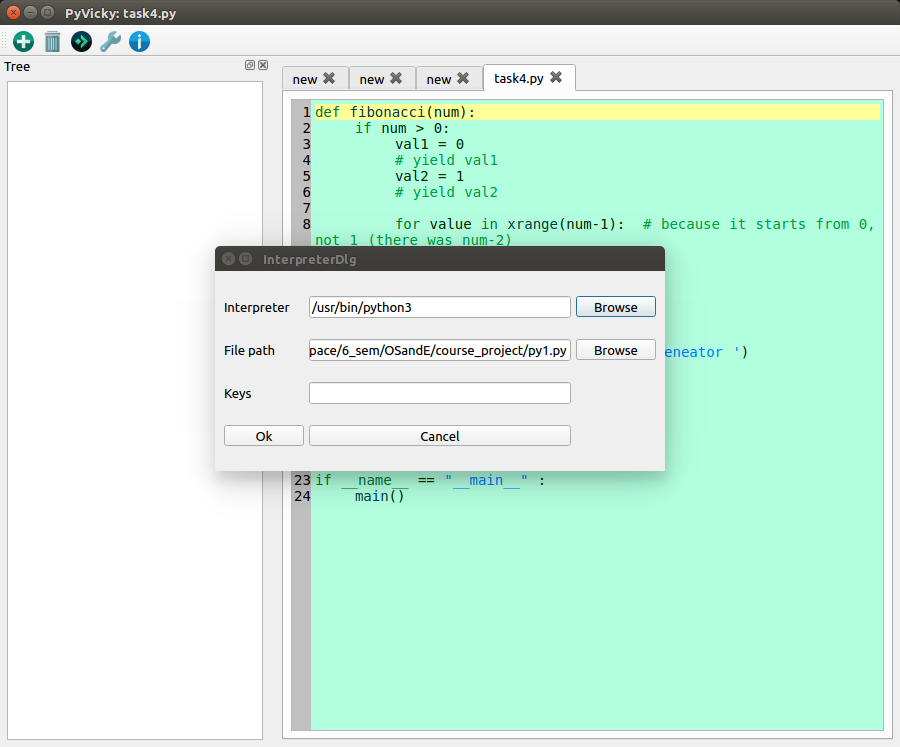 PyVicky: task4.py
Tree
new new new task4.py
1 def fibonacci(num):
2 if num > 0:
3 val1 = 0
4 # yield val1
5 val2 = 1
6 # yield val2
7
8 for value in xrange(num-1):  # because it starts from 0,
not 1 (there was num-2)
InterpreterDlg
Interpreter /usr/bin/python3 Browse
File path pace/6_sem/OSandE/course_project/py1.py Browse
eneator ')
Keys
Ok Cancel
23 if __name__ == "__main__" :
24 main()